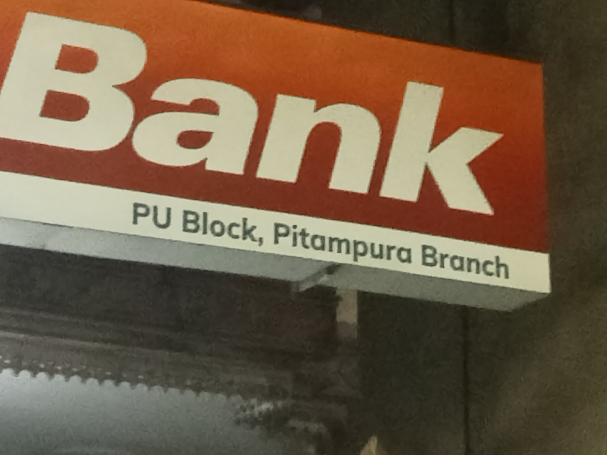 Bank
PU Block, Pitampura Branch